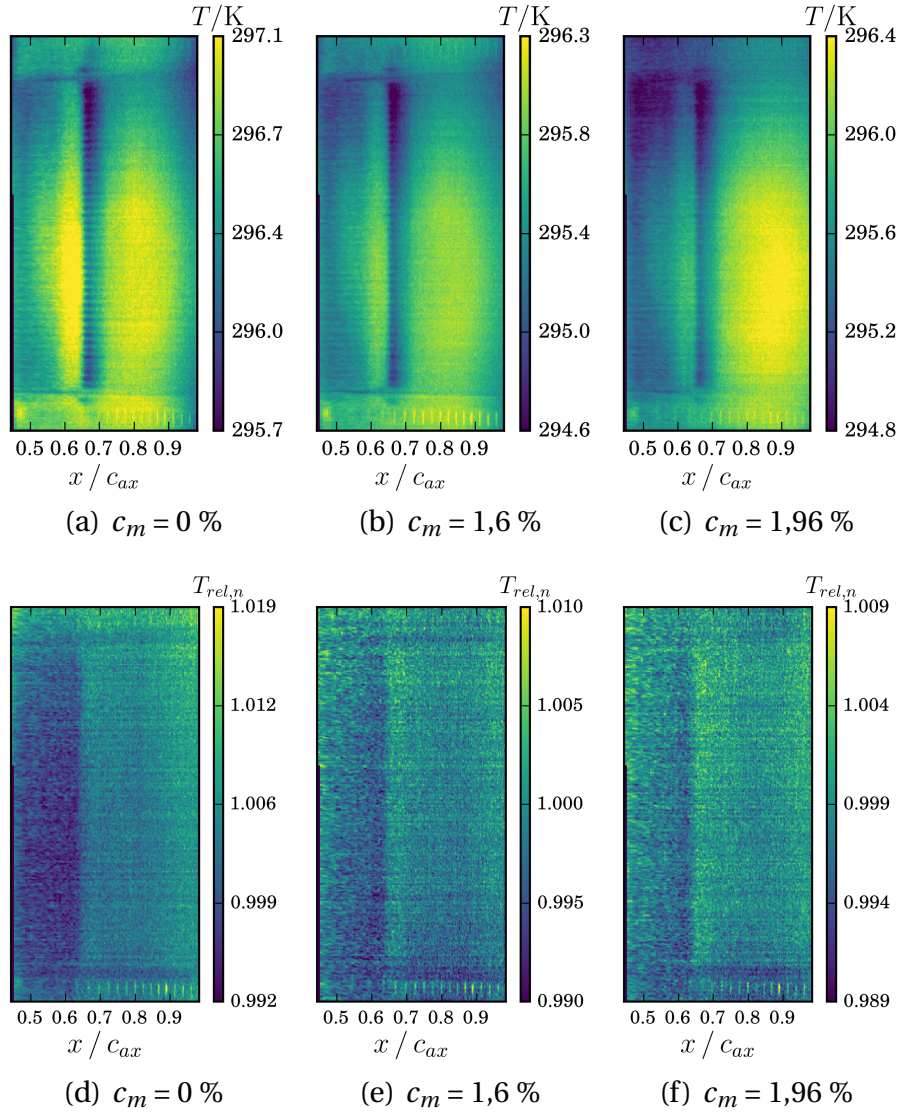 T/K T/K T/K
297.1 296.3 296.4
296.7 295.8 296.0
296.4 295.4 295.6
296.0 295.0 295.2
295.7 294.6 294.8
0.5 0.6 0.7 0.8 0.9 0.5 0.6 0.7 0.8 0.9 0.5 0.6 0.7 0.8 0.9
x / c_ax x / c_ax x / c_ax
(a) c_m = 0 % (b) c_m = 1,6 % (c) c_m = 1,96 %
T_rel,n T_rel,n T_rel,n
1.019 1.010 1.009
1.012 1.005 1.004
1.006 1.000 0.999
0.999 0.995 0.994
0.992 0.990 0.989
0.5 0.6 0.7 0.8 0.9 0.5 0.6 0.7 0.8 0.9 0.5 0.6 0.7 0.8 0.9
x / c_ax x / c_ax x / c_ax
(d) c_m = 0 % (e) c_m = 1,6 % (f) c_m = 1,96 %